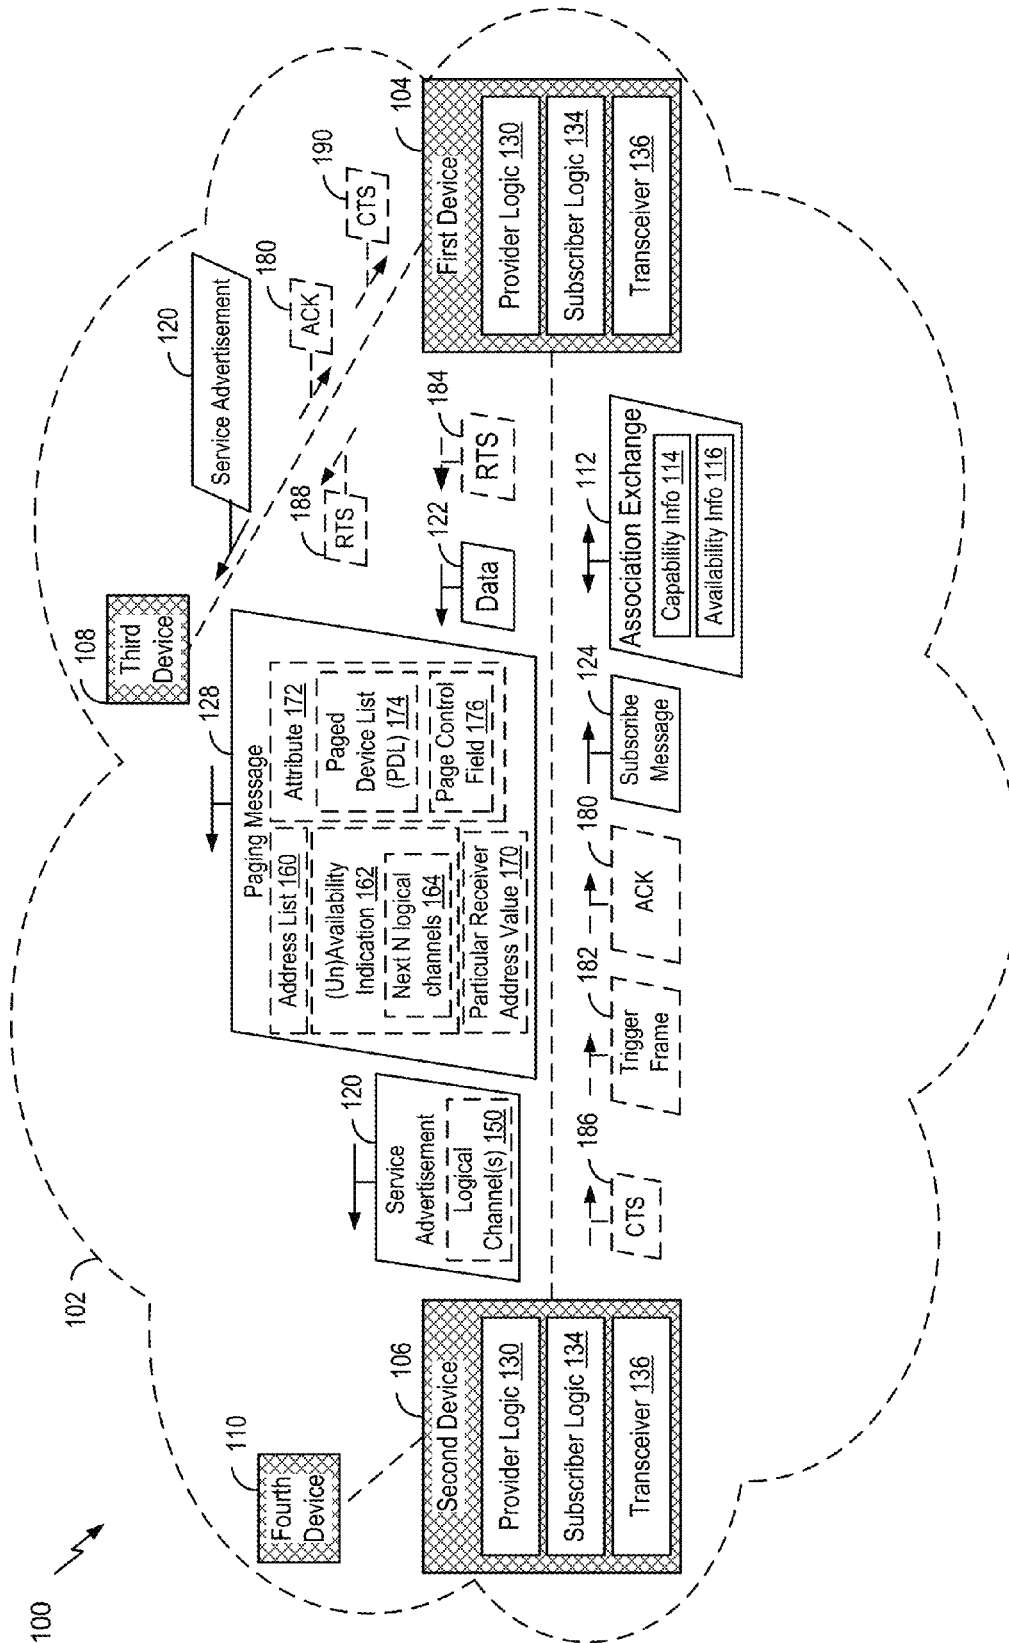 100
102
110
Fourth
Device
106
Second Device
Provider Logic 130
Subscriber Logic 134
Transceiver 136
120
Service
Advertisement
Logical
Channel(s) 150
128
Paging Message
Address List 160
(Un)Availability
Indication 162
Next N logical
channels 164
Particular Receiver
Address Value 170
Attribute 172
Paged
Device List
(PDL) 174
Page Control
Field 176
108
Third
Device
120
Service Advertisement
188
RTS
180
ACK
190
CTS
122
Data
184
RTS
104
First Device
Provider Logic 130
Subscriber Logic 134
Transceiver 136
186
CTS
182
Trigger
Frame
180
ACK
124
Subscribe
Message
112
Association Exchange
Capability Info 114
Availability Info 116